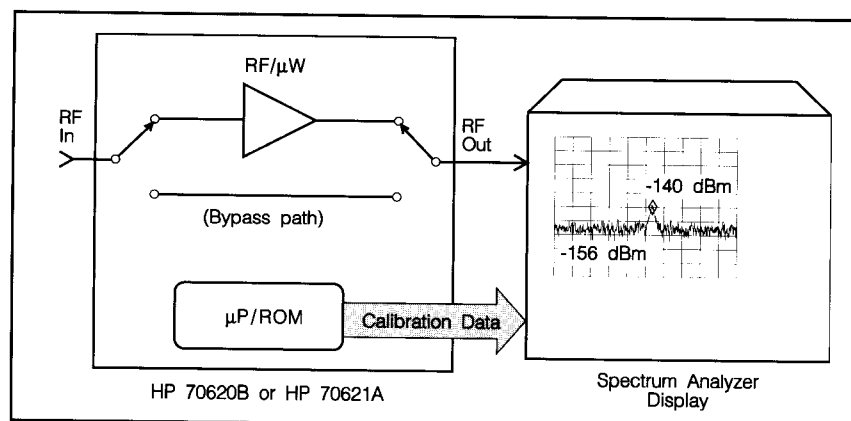 RF/μW
RF
In
RF
Out
-140 dBm
(Bypass path)
-156 dBm
μP/ROM
Calibration Data
HP 70620B or HP 70621A
Spectrum Analyzer
Display